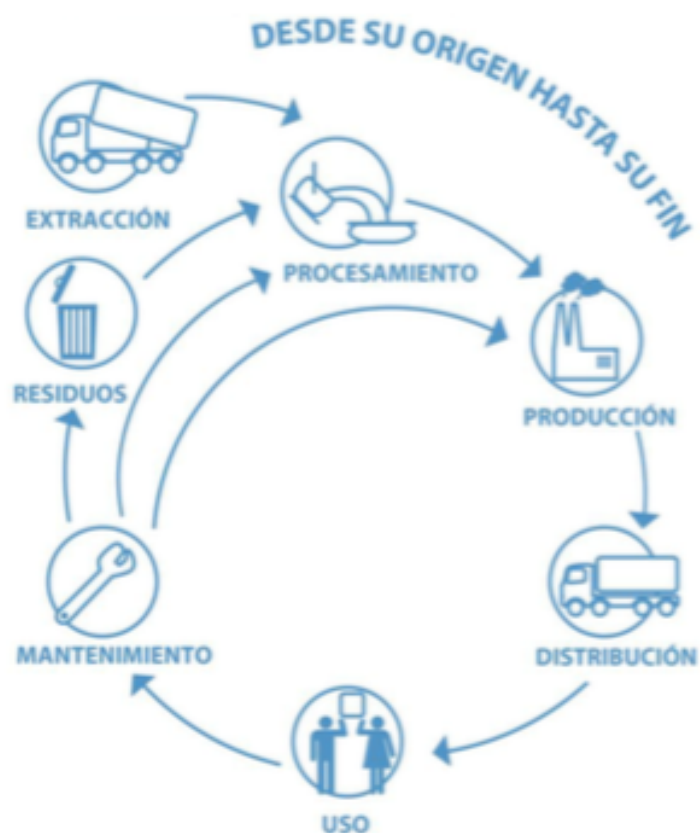 DESDE SU ORIGEN HASTA SU FIN
EXTRACCIÓN
PROCESAMIENTO
RESIDUOS
PRODUCCIÓN
MANTENIMIENTO
DISTRIBUCIÓN
USO